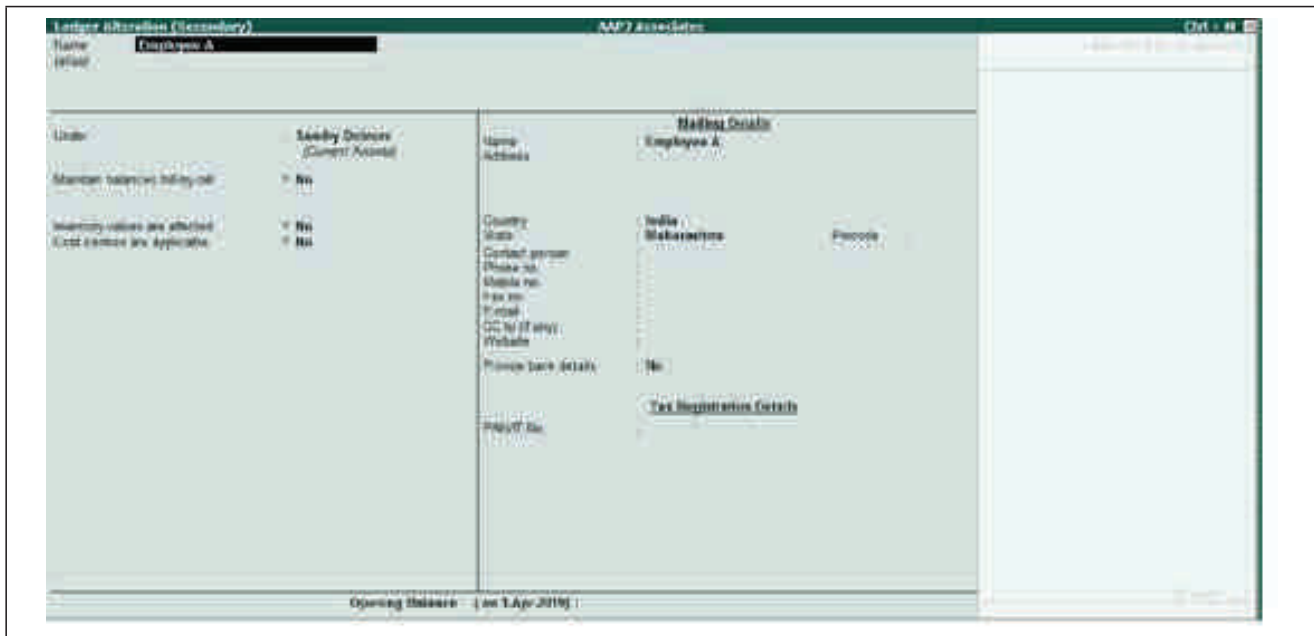 Ledger Alteration (Secondary) AAPJ Associates Ctrl + M
Name Employee A
(alias)
Under : Sundry Debtors
(Current Assets)
Maintain balances bill-by-bill ? No
Inventory values are affected ? No
Cost centres are applicable ? No
Mailing Details
Name : Employee A
Address :
Country : India
State : Maharashtra Pincode :
Contact person :
Phone no. :
Mobile no. :
Fax no. :
E-mail :
CC to (if any) :
Website :
Provide bank details : No
Tax Registration Details
PAN/IT No. :
Opening Balance ( on 1-Apr-2019) :